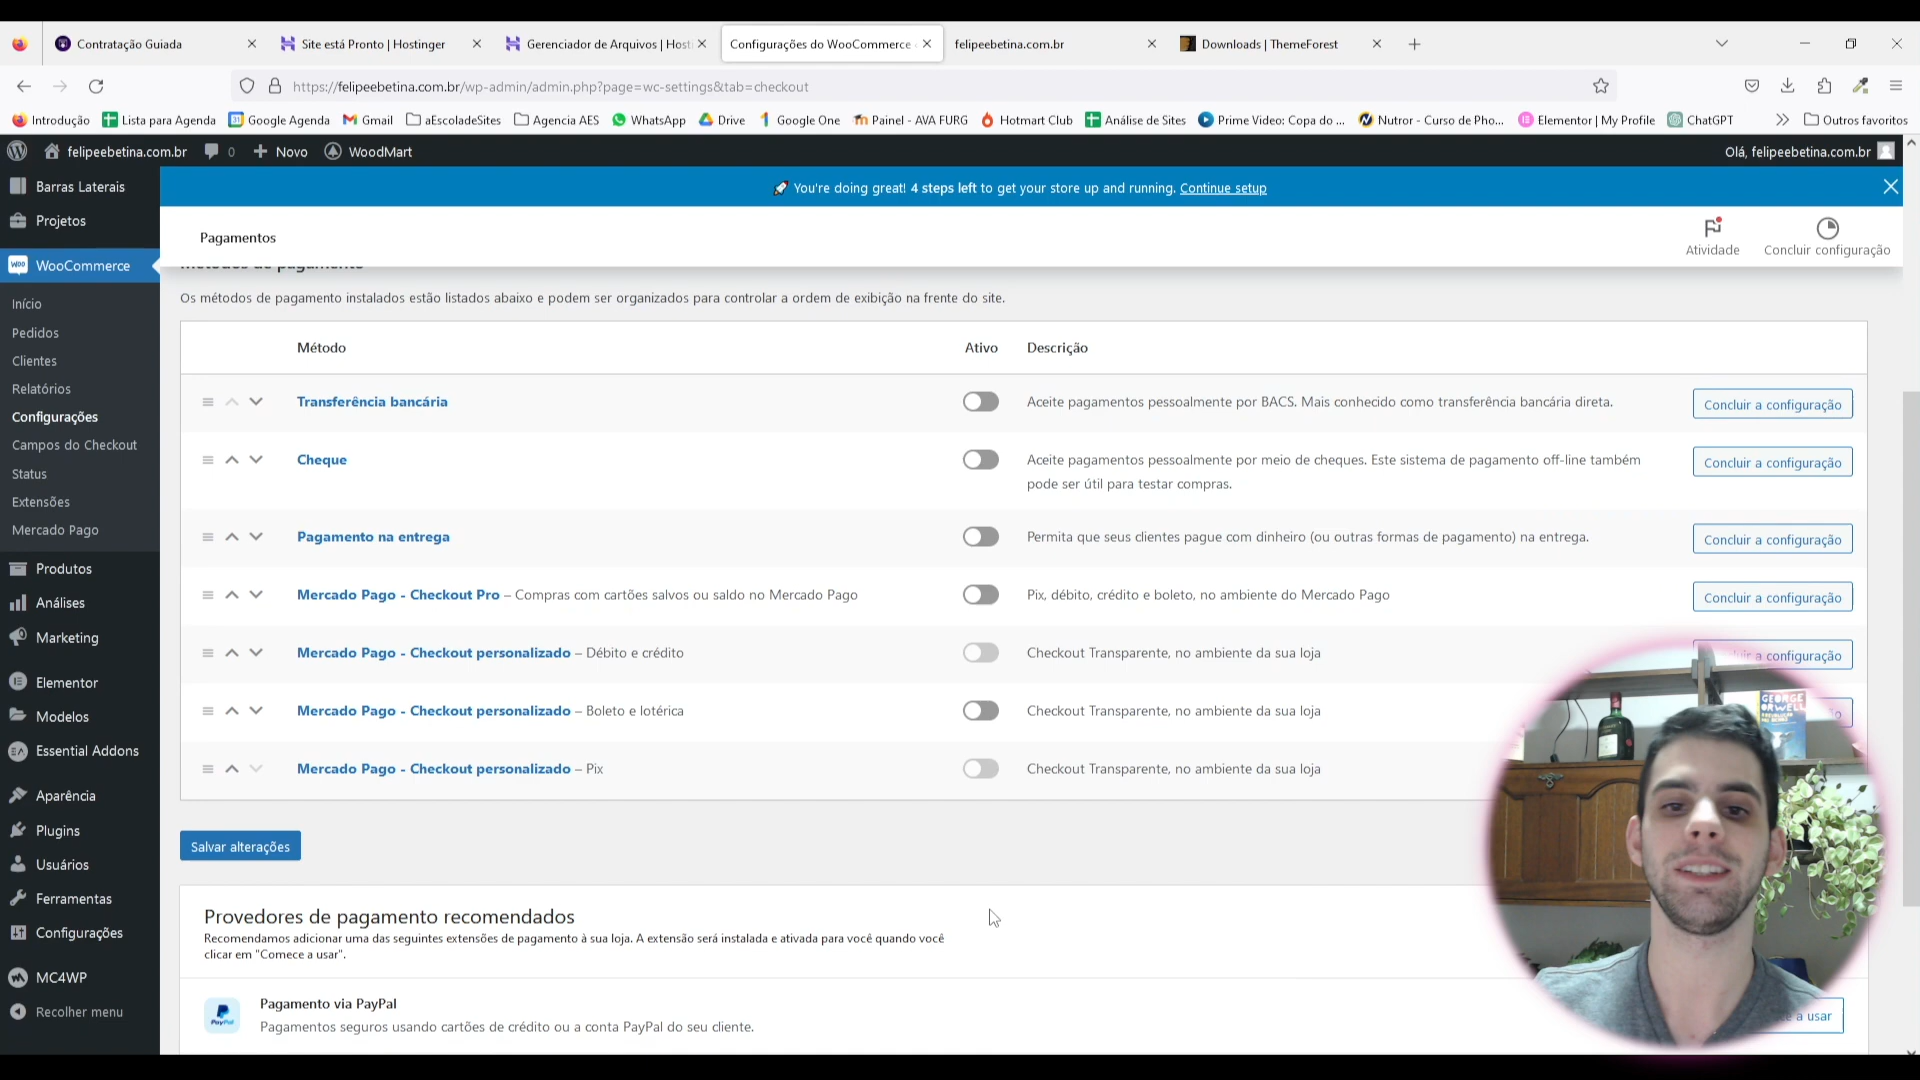 Contratação Guiada
Site está Pronto | Hostinger
Gerenciador de Arquivos | Host
Configurações do WooCommerce
felipeebetina.com.br
Downloads | ThemeForest
https://felipeebetina.com.br/wp-admin/admin.php?page=wc-settings&tab=checkout
Introdução
Lista para Agenda
Google Agenda
Gmail
aEscoladeSites
Agencia AES
WhatsApp
Drive
Google One
Painel - AVA FURG
Hotmart Club
Análise de Sites
Prime Video: Copa do ...
Nutror - Curso de Pho...
Elementor | My Profile
ChatGPT
Outros favoritos
felipeebetina.com.br
0
Novo
WoodMart
Olá, felipeebetina.com.br
You're doing great! 4 steps left to get your store up and running. Continue setup
Barras Laterais
Projetos
WooCommerce
Início
Pedidos
Clientes
Relatórios
Configurações
Campos do Checkout
Status
Extensões
Mercado Pago
Produtos
Análises
Marketing
Elementor
Modelos
Essential Addons
Aparência
Plugins
Usuários
Ferramentas
Configurações
MC4WP
Recolher menu
Pagamentos
Atividade
Concluir configuração
Métodos de pagamento
Os métodos de pagamento instalados estão listados abaixo e podem ser organizados para controlar a ordem de exibição na frente do site.
Método
Ativo
Descrição
Transferência bancária
Aceite pagamentos pessoalmente por BACS. Mais conhecido como transferência bancária direta.
Concluir a configuração
Cheque
Aceite pagamentos pessoalmente por meio de cheques. Este sistema de pagamento off-line também
pode ser útil para testar compras.
Concluir a configuração
Pagamento na entrega
Permita que seus clientes pague com dinheiro (ou outras formas de pagamento) na entrega.
Concluir a configuração
Mercado Pago - Checkout Pro – Compras com cartões salvos ou saldo no Mercado Pago
Pix, débito, crédito e boleto, no ambiente do Mercado Pago
Concluir a configuração
Mercado Pago - Checkout personalizado – Débito e crédito
Checkout Transparente, no ambiente da sua loja
a configuração
Mercado Pago - Checkout personalizado – Boleto e lotérica
Checkout Transparente, no ambiente da sua loja
Mercado Pago - Checkout personalizado – Pix
Checkout Transparente, no ambiente da sua loja
Salvar alterações
Provedores de pagamento recomendados
Recomendamos adicionar uma das seguintes extensões de pagamento à sua loja. A extensão será instalada e ativada para você quando você
clicar em "Comece a usar".
PayPal
Pagamento via PayPal
Pagamentos seguros usando cartões de crédito ou a conta PayPal do seu cliente.
a usar
GEORGE
ORWELL